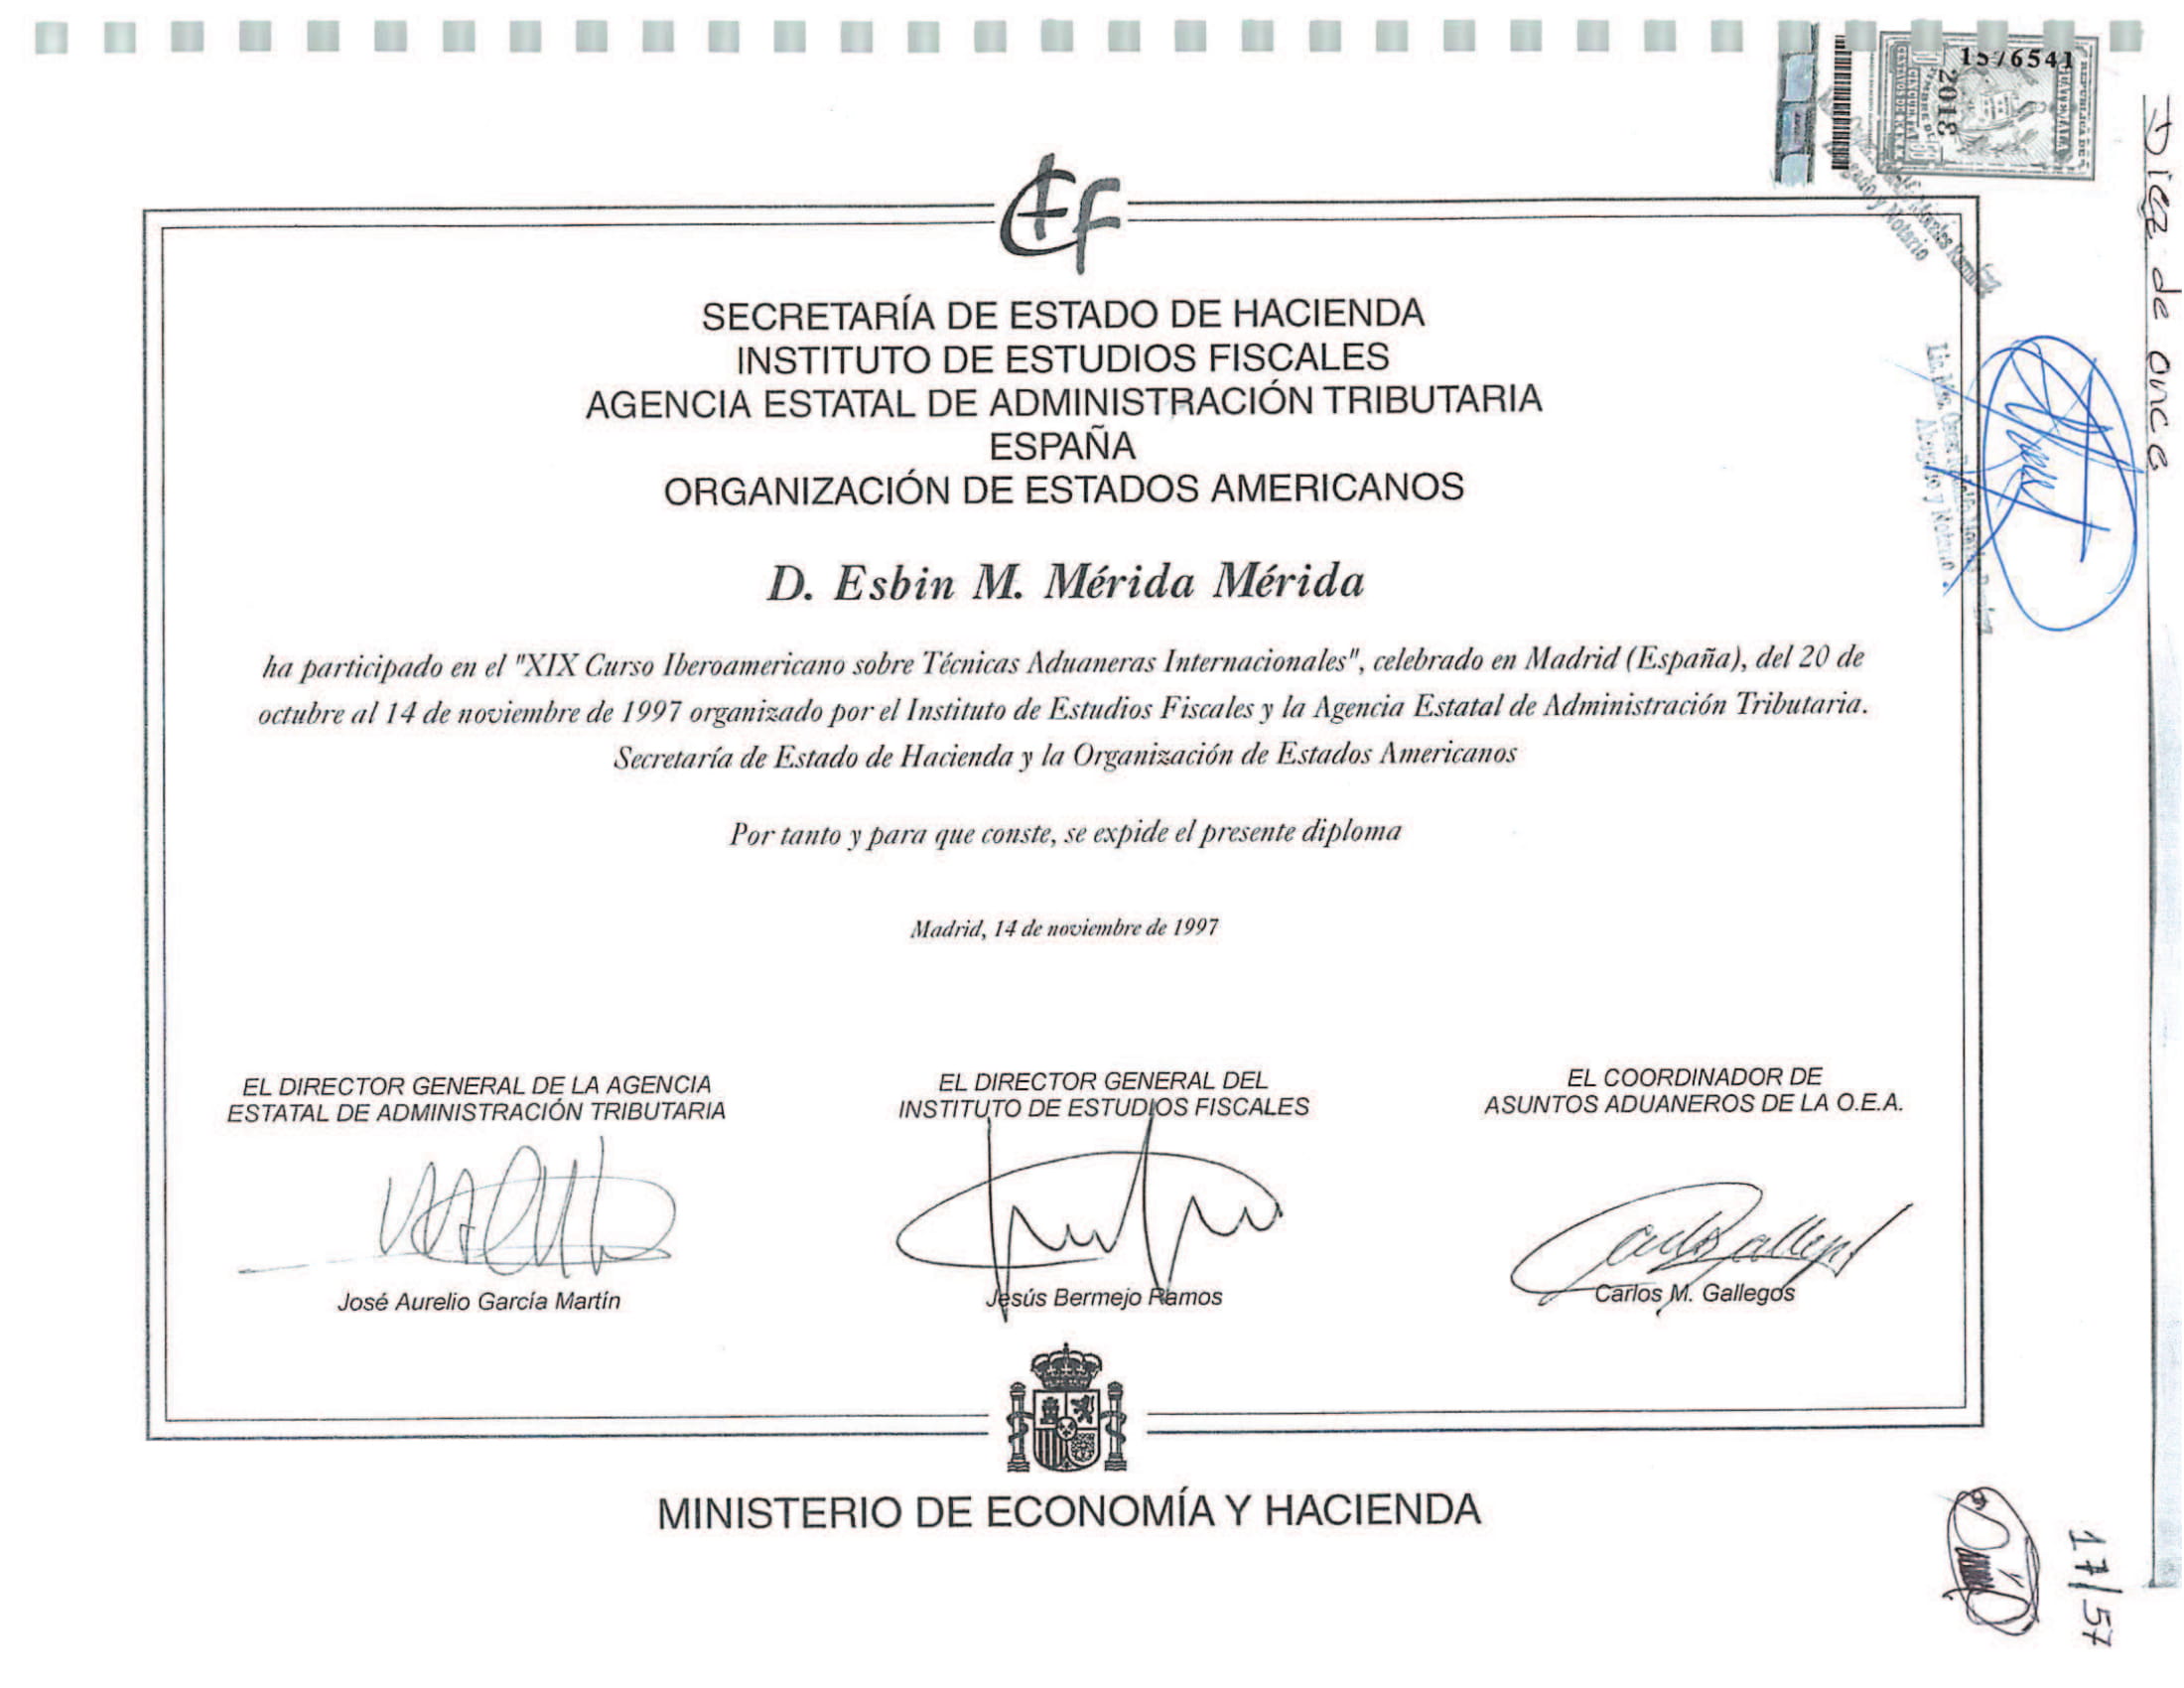 1576541
2018
Diez de once
SECRETARÍA DE ESTADO DE HACIENDA
INSTITUTO DE ESTUDIOS FISCALES
AGENCIA ESTATAL DE ADMINISTRACIÓN TRIBUTARIA
ESPAÑA
ORGANIZACIÓN DE ESTADOS AMERICANOS
D. Esbin M. Mérida Mérida
ha participado en el "XIX Curso Iberoamericano sobre Técnicas Aduaneras Internacionales", celebrado en Madrid (España), del 20 de
octubre al 14 de noviembre de 1997 organizado por el Instituto de Estudios Fiscales y la Agencia Estatal de Administración Tributaria.
Secretaría de Estado de Hacienda y la Organización de Estados Americanos
Por tanto y para que conste, se expide el presente diploma
Madrid, 14 de noviembre de 1997
EL DIRECTOR GENERAL DE LA AGENCIA
ESTATAL DE ADMINISTRACIÓN TRIBUTARIA
José Aurelio García Martín
EL DIRECTOR GENERAL DEL
INSTITUTO DE ESTUDIOS FISCALES
Jesús Bermejo Ramos
EL COORDINADOR DE
ASUNTOS ADUANEROS DE LA O.E.A.
Carlos M. Gallegos
MINISTERIO DE ECONOMÍA Y HACIENDA
17/57